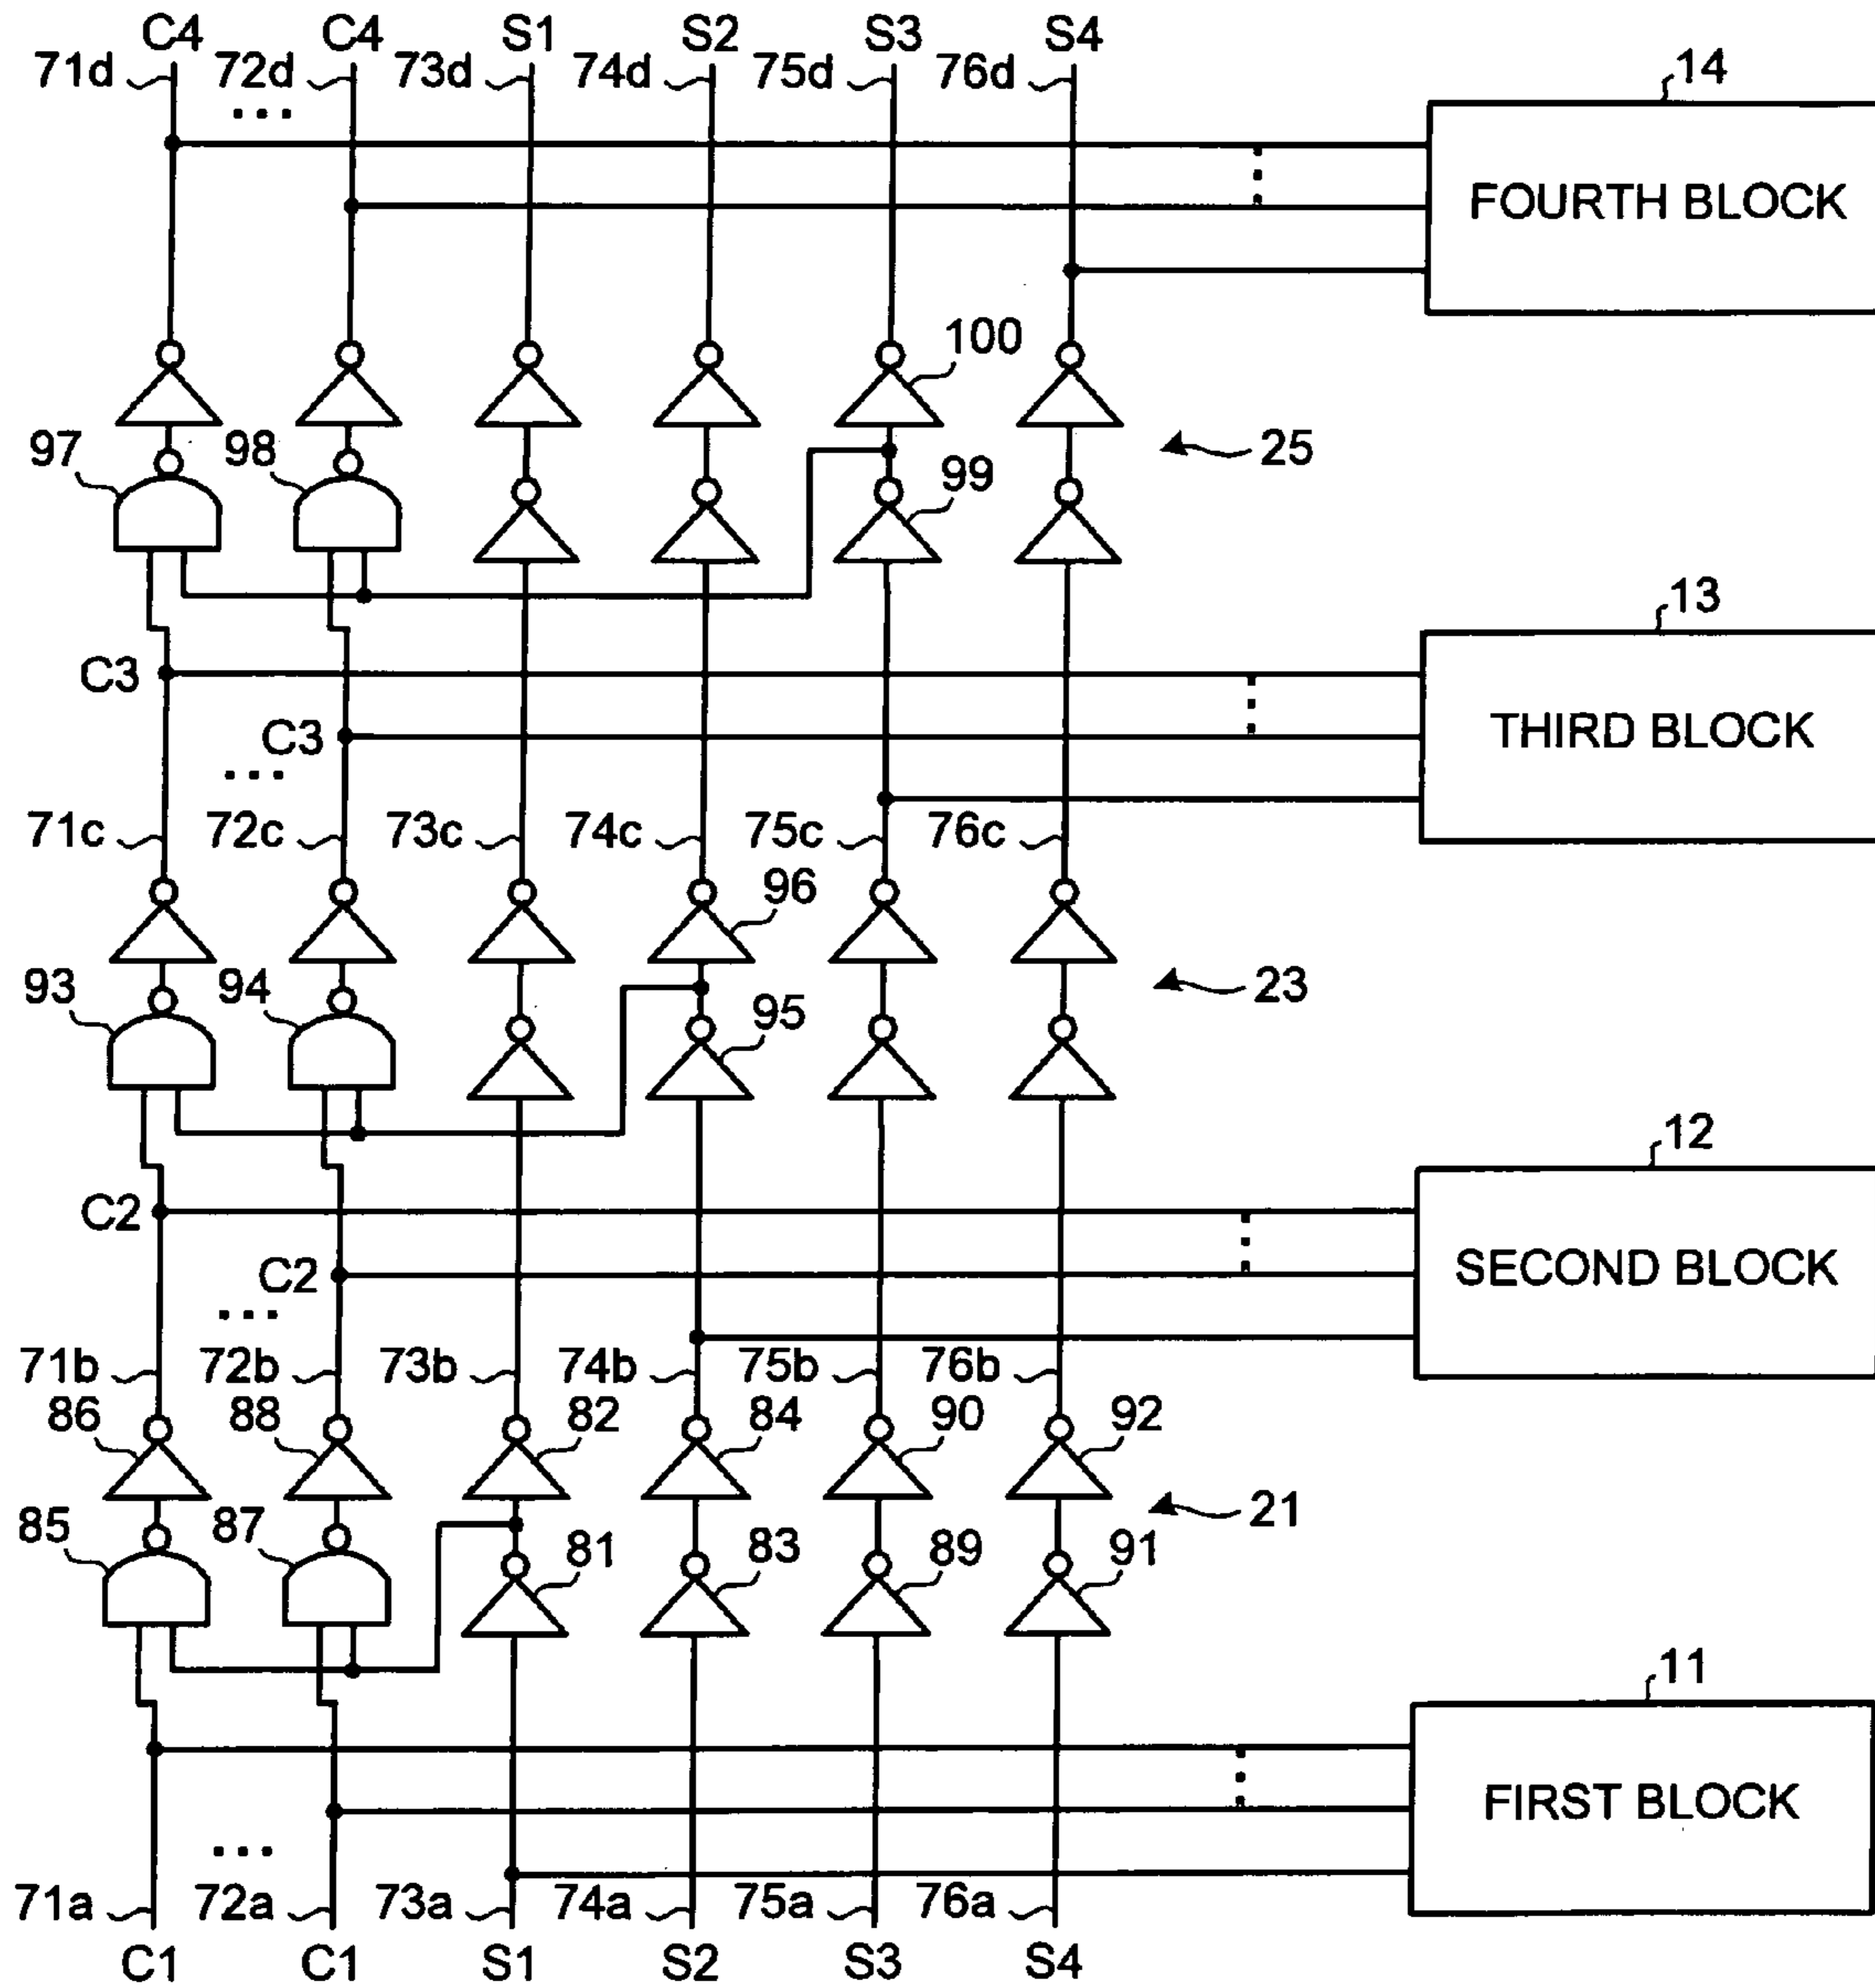 C4 C4 S1 S2 S3 S4
71d 72d 73d 74d 75d 76d 14
...
FOURTH BLOCK
100
97 98 25
99
13
C3
C3 THIRD BLOCK
...
71c 72c 73c 74c 75c 76c
96
93 94 23
95
12
C2
C2 SECOND BLOCK
...
71b 72b 73b 74b 75b 76b
86 88 82 84 90 92
85 87 21
81 83 89 91
11
FIRST BLOCK
...
71a 72a 73a 74a 75a 76a
C1 C1 S1 S2 S3 S4